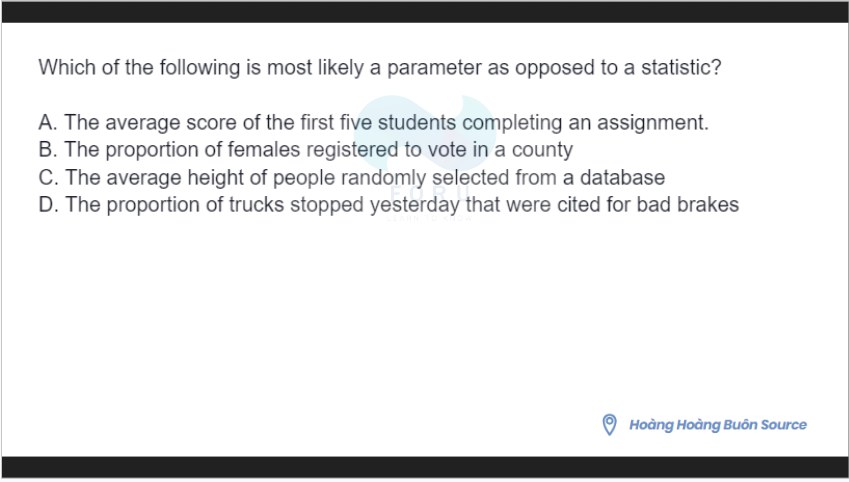 Which of the following is most likely a parameter as opposed to a statistic?
A. The average score of the first five students completing an assignment.
B. The proportion of females registered to vote in a county
C. The average height of people randomly selected from a database
D. The proportion of trucks stopped yesterday that were cited for bad brakes
Hoàng Hoàng Buôn Source